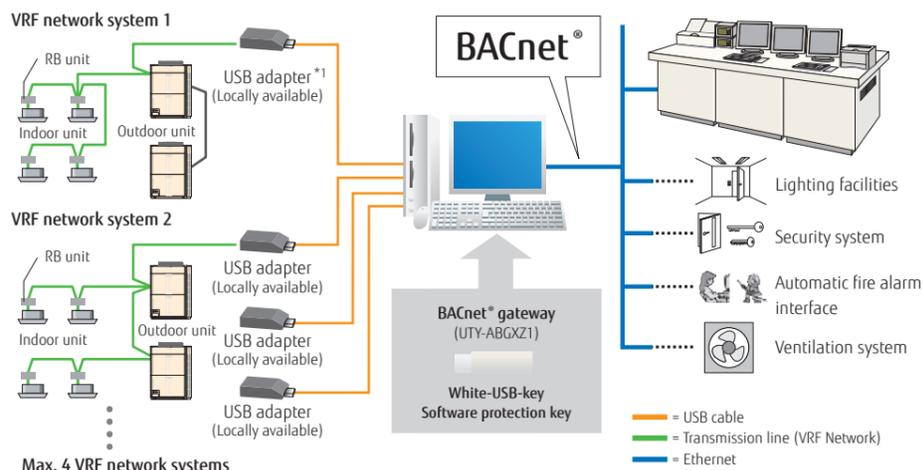 VRF network system 1
RB unit
Indoor unit
Outdoor unit
USB adapter *1
(Locally available)
VRF network system 2
RB unit
Indoor unit
Outdoor unit
USB adapter
(Locally available)
USB adapter
(Locally available)
USB adapter
(Locally available)
Max. 4 VRF network systems
BACnet®
BACnet® gateway
(UTY-ABGXZ1)
White-USB-key
Software protection key
Lighting facilities
Security system
Automatic fire alarm
interface
Ventilation system
= USB cable
= Transmission line (VRF Network)
= Ethernet